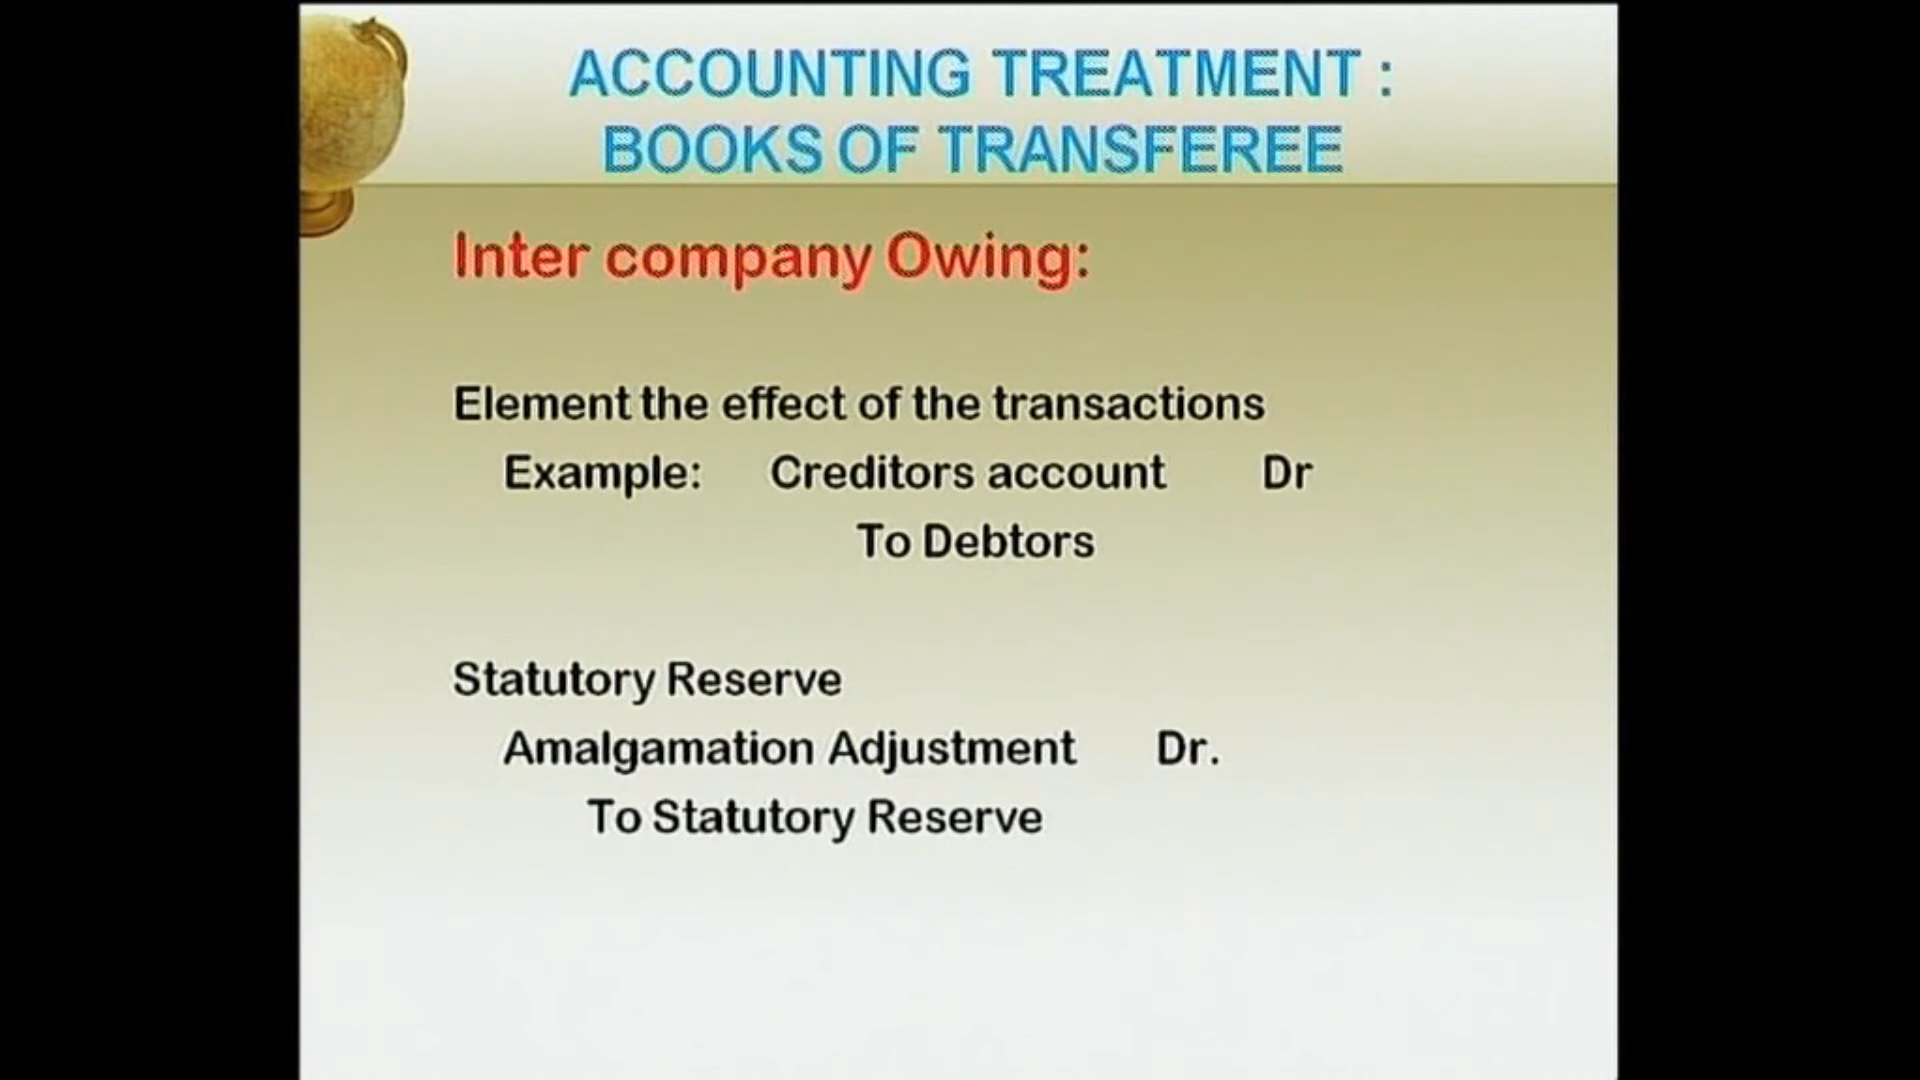 ACCOUNTING TREATMENT :
BOOKS OF TRANSFEREE
Inter company Owing:
Element the effect of the transactions
Example: Creditors account Dr
To Debtors
Statutory Reserve
Amalgamation Adjustment Dr.
To Statutory Reserve